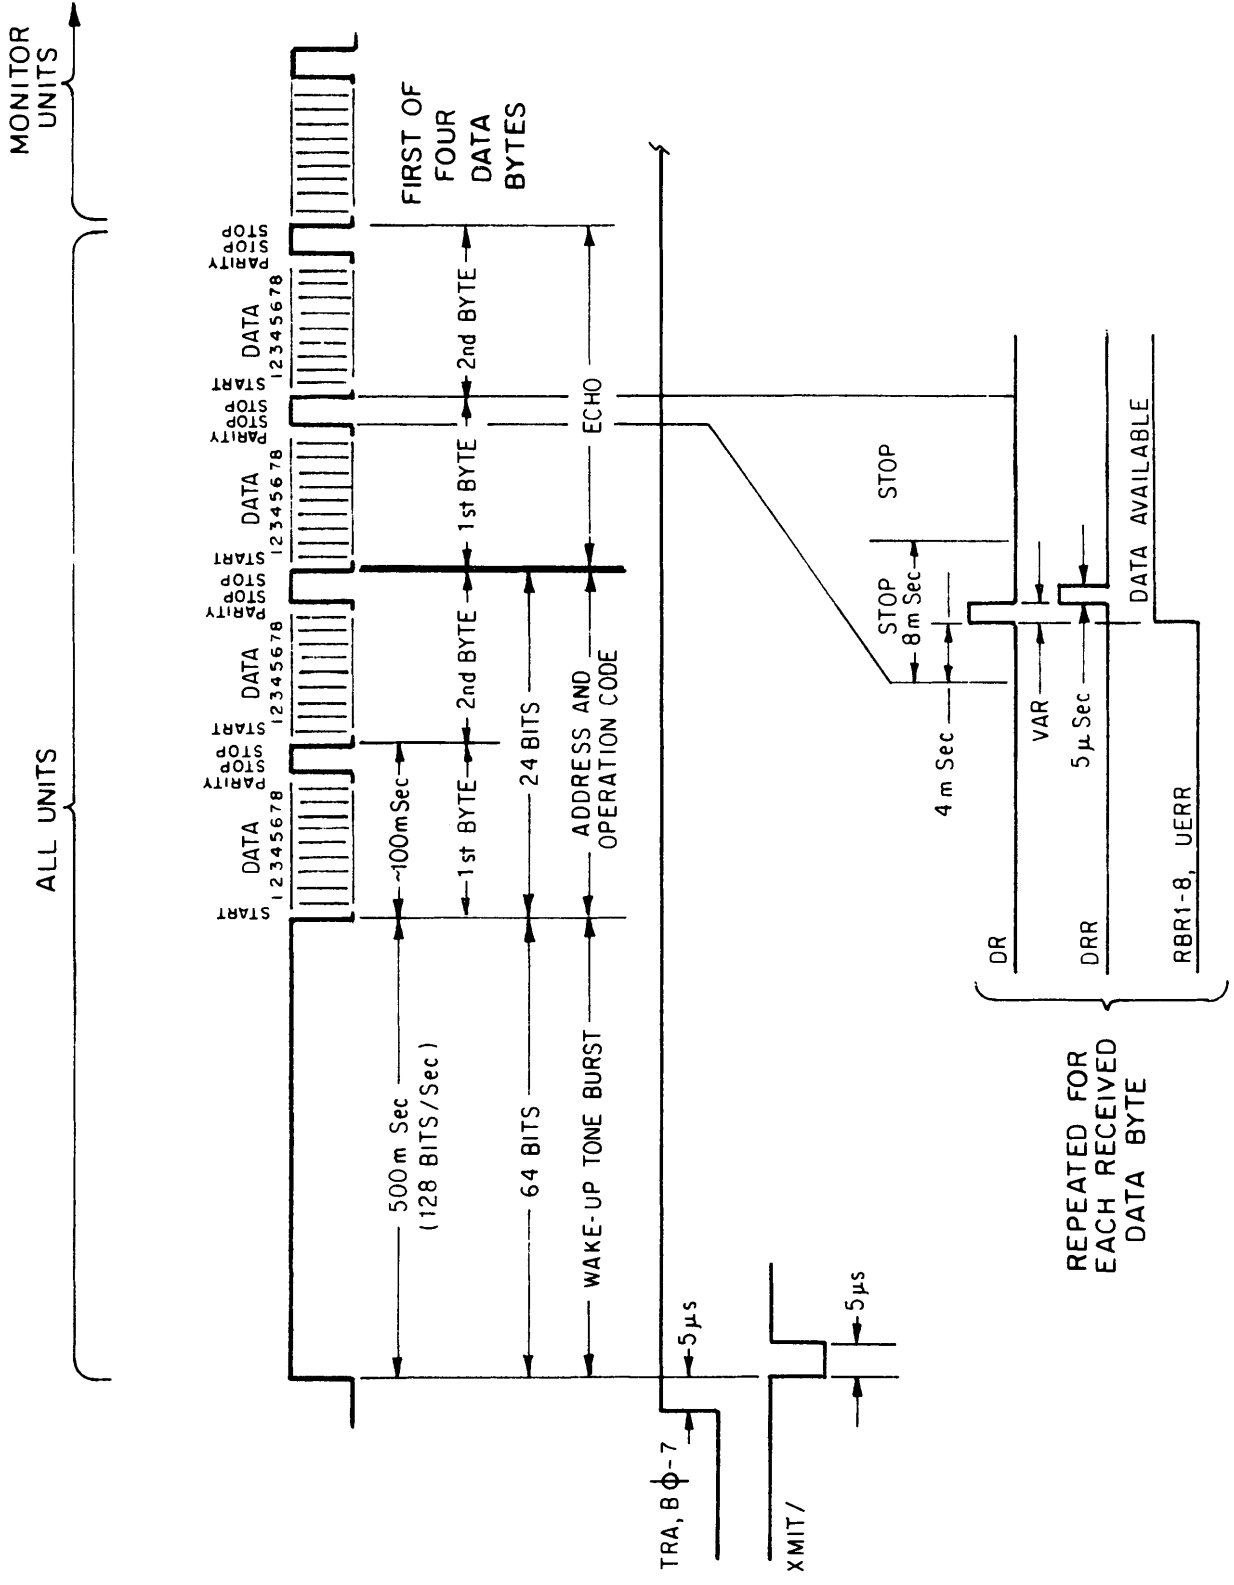 ALL UNITS
MONITOR
UNITS
START
DATA
12345678
PARITY
STOP
STOP
START
DATA
12345678
PARITY
STOP
STOP
START
DATA
12345678
PARITY
STOP
STOP
START
DATA
12345678
PARITY
STOP
STOP
500m Sec
(128 BITS/Sec)
~100mSec
FIRST OF
FOUR
DATA
BYTES
1st BYTE
2nd BYTE
1st BYTE
2nd BYTE
64 BITS
24 BITS
WAKE-UP TONE BURST
ADDRESS AND
OPERATION CODE
ECHO
TRA, Bϕ-7
5μs
XMIT/
5μs
STOP
STOP
8m Sec
4m Sec
DR
VAR
DRR
5μ Sec
DATA AVAILABLE
RBR1-8, UERR
REPEATED FOR
EACH RECEIVED
DATA BYTE